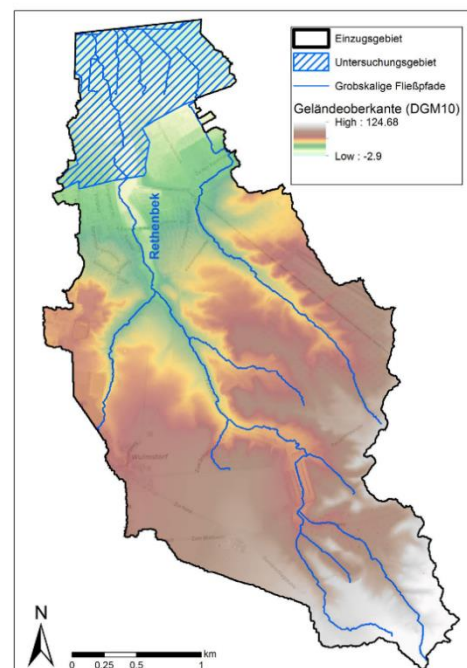 Einzugsgebiet
Untersuchungsgebiet
Grobskalige Fließpfade
Geländeoberkante (DGM10)
High : 124.68
Low : -2.9
Rethenbek
N
km
0 0.25 0.5 1